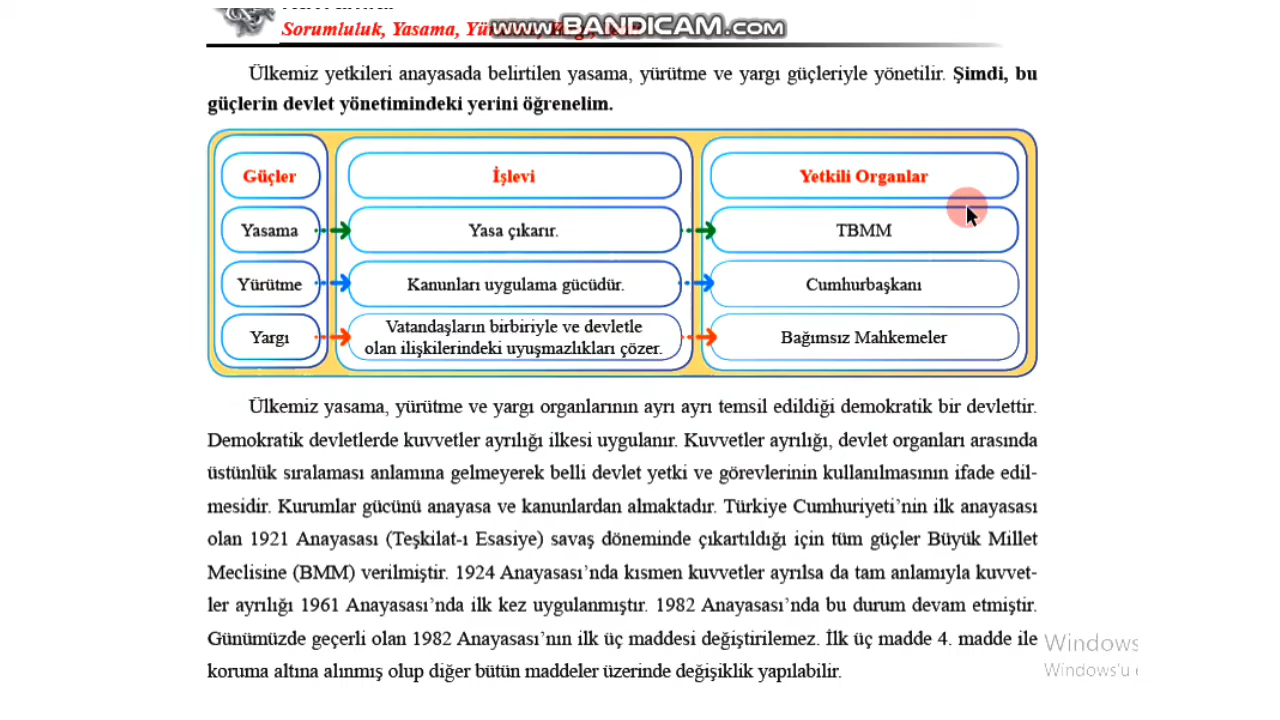 www.BANDICAM.com
Sorumluluk, Yasama,
Ülkemiz yetkileri anayasada belirtilen yasama, yürütme ve yargı güçleriyle yönetilir. Şimdi, bu
güçlerin devlet yönetimindeki yerini öğrenelim.
Güçler İşlevi Yetkili Organlar
Yasama Yasa çıkarır. TBMM
Yürütme Kanunları uygulama gücüdür. Cumhurbaşkanı
Yargı Vatandaşların birbiriyle ve devletle
olan ilişkilerindeki uyuşmazlıkları çözer. Bağımsız Mahkemeler
Ülkemiz yasama, yürütme ve yargı organlarının ayrı ayrı temsil edildiği demokratik bir devlettir.
Demokratik devletlerde kuvvetler ayrılığı ilkesi uygulanır. Kuvvetler ayrılığı, devlet organları arasında
üstünlük sıralaması anlamına gelmeyerek belli devlet yetki ve görevlerinin kullanılmasının ifade edil-
mesidir. Kurumlar gücünü anayasa ve kanunlardan almaktadır. Türkiye Cumhuriyeti’nin ilk anayasası
olan 1921 Anayasası (Teşkilat-ı Esasiye) savaş döneminde çıkartıldığı için tüm güçler Büyük Millet
Meclisine (BMM) verilmiştir. 1924 Anayasası’nda kısmen kuvvetler ayrılsa da tam anlamıyla kuvvet-
ler ayrılığı 1961 Anayasası’nda ilk kez uygulanmıştır. 1982 Anayasası’nda bu durum devam etmiştir.
Günümüzde geçerli olan 1982 Anayasası’nın ilk üç maddesi değiştirilemez. İlk üç madde 4. madde ile
koruma altına alınmış olup diğer bütün maddeler üzerinde değişiklik yapılabilir.
Windows
Windows'u